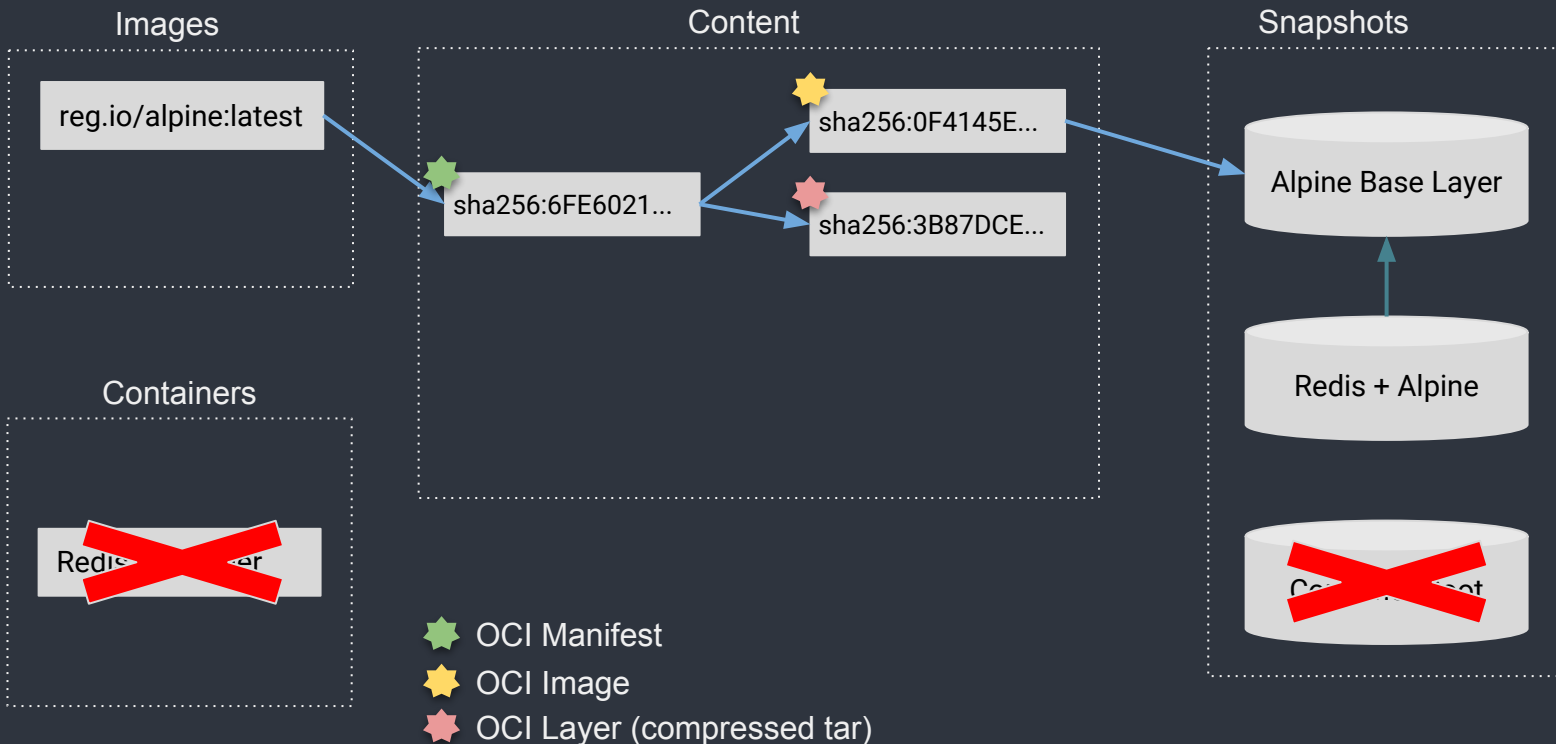 Images
Content
Snapshots
reg.io/alpine:latest
sha256:0F4145E...
sha256:6FE6021...
sha256:3B87DCE...
Alpine Base Layer
Redis + Alpine
Containers
OCI Manifest
OCI Image
OCI Layer (compressed tar)